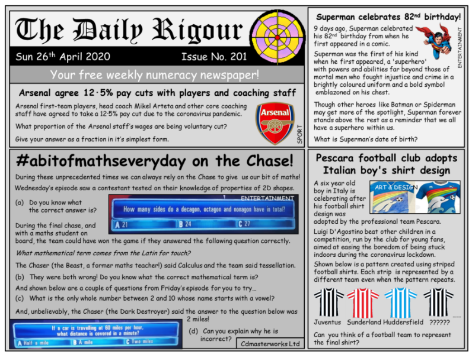 The Daily Rigour
Sun 26th April 2020
Issue No. 201
Your free weekly numeracy newspaper!
Arsenal agree 12·5% pay cuts with players and coaching staff
Arsenal first-team players, head coach Mikel Arteta and other core coaching
staff have agreed to take a 12·5% pay cut due to the coronavirus pandemic.
What proportion of the Arsenal staff's wages are being voluntary cut?
Give your answer as a fraction in it's simplest form.
Arsenal
SPORT
Superman celebrates 82nd birthday!
9 days ago, Superman celebrated
his 82nd birthday from when he
first appeared in a comic.
Superman was the first of his kind
when he first appeared, a 'superhero'
with powers and abilities far beyond those of
mortal men who fought injustice and crime in a
brightly coloured uniform and a bold symbol
emblazoned on his chest.
Though other heroes like Batman or Spiderman
may get more of the spotlight, Superman forever
stands above the rest as a reminder that we all
have a superhero within us.
What is Superman's date of birth?
ENTERTAINMENT
#abitofmathseveryday on the Chase!
During these unprecedented times we can always rely on the Chase to give us our bit of maths!
Wednesday's episode saw a contestant tested on their knowledge of properties of 2D shapes.
ENTERTAINMENT
(a) Do you know what
the correct answer is?
How many sides do a decagon, octagon and nonagon have in total?
A 21
B 24
C 27
During the final chase, and
with a maths student on
board, the team could have won the game if they answered the following question correctly.
What mathematical term comes from the Latin for touch?
The Chaser (the Beast, a former maths teacher!) said Calculus and the team said tessellation.
(b) They were both wrong! Do you know what the correct mathematical term is?
And shown below are a couple of questions from Friday's episode for you to try...
(c) What is the only whole number between 2 and 10 whose name starts with a vowel?
And, unbelievably, the Chaser (the Dark Destroyer) said the answer to the question below was
2 miles!
If a car is travelling at 60 miles per hour,
what distance is covered in a minute?
A Half a mile
B A mile
C Two miles
(d) Can you explain why he is
incorrect?
Cdmasterworks Ltd
Pescara football club adopts
Italian boy's shirt design
A six year old
boy in Italy is
celebrating after
his football shirt
design was
adopted by the professional team Pescara.
ART & DESIGN
Luigi D'Agostino beat other children in a
competition, run by the club for young fans,
aimed at easing the boredom of being stuck
indoors during the coronavirus lockdown.
Shown below is a pattern created using striped
football shirts. Each strip is represented by a
different team even when the pattern repeats.
Juventus Sunderland Huddersfield ??????
Can you think of a football team to represent
the final shirt?